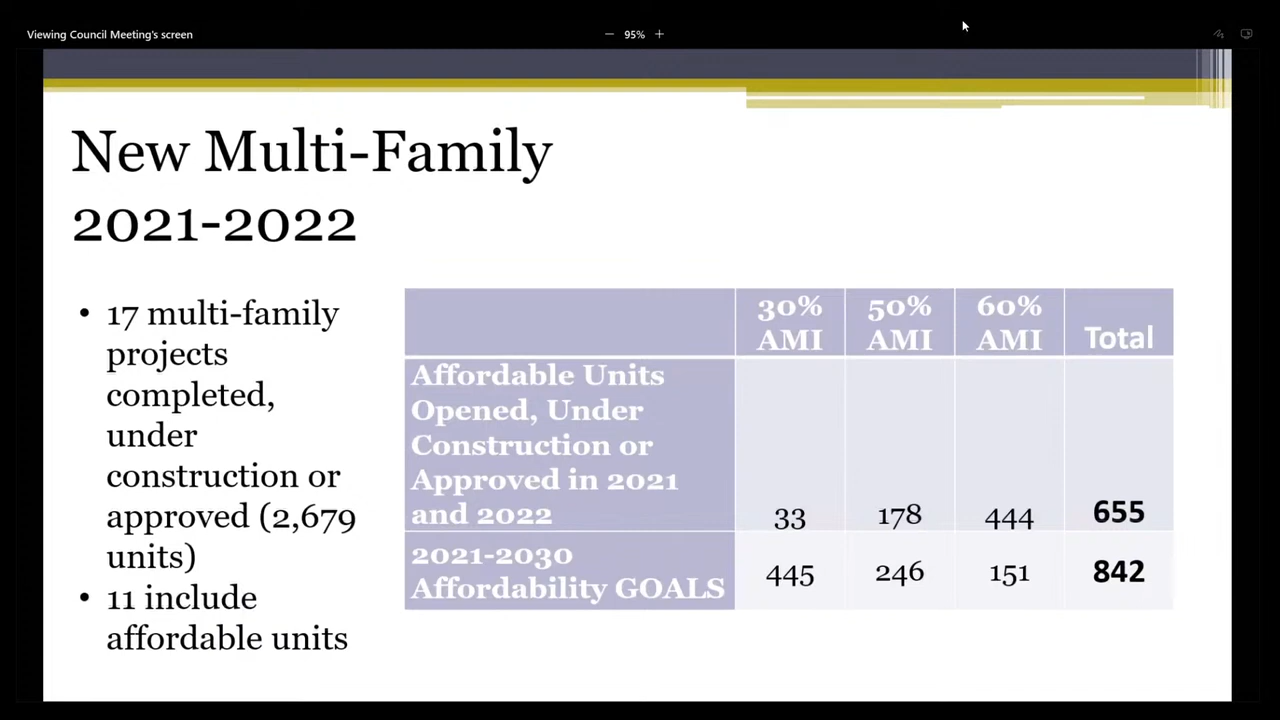 Viewing Council Meeting's screen
— 95% +
New Multi-Family
2021-2022
• 17 multi-family
projects
completed,
under
construction or
approved (2,679
units)
• 11 include
affordable units
30% AMI 50% AMI 60% AMI Total
Affordable Units
Opened, Under
Construction or
Approved in 2021
and 2022 33 178 444 655
2021-2030
Affordability GOALS 445 246 151 842